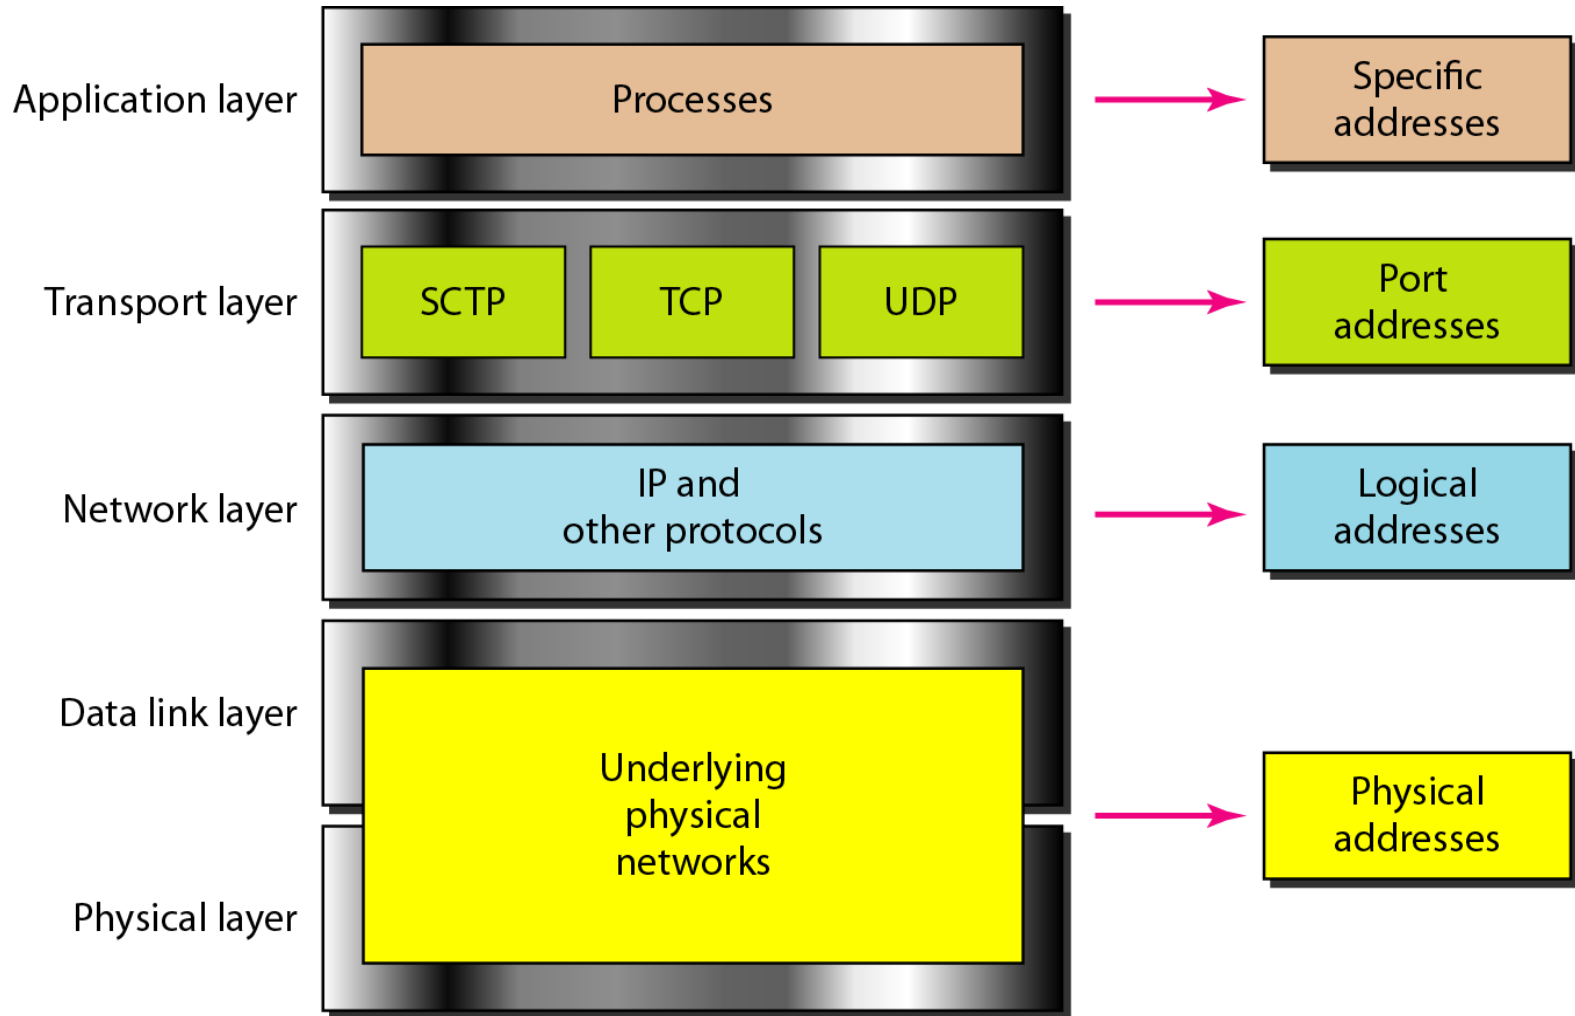 Application layer
Processes
Specific
addresses
Transport layer
SCTP
TCP
UDP
Port
addresses
Network layer
IP and
other protocols
Logical
addresses
Data link layer
Underlying
physical
networks
Physical
addresses
Physical layer